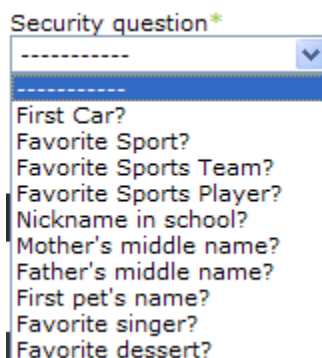 Security question*
-----------
-----------
First Car?
Favorite Sport?
Favorite Sports Team?
Favorite Sports Player?
Nickname in school?
Mother's middle name?
Father's middle name?
First pet's name?
Favorite singer?
Favorite dessert?